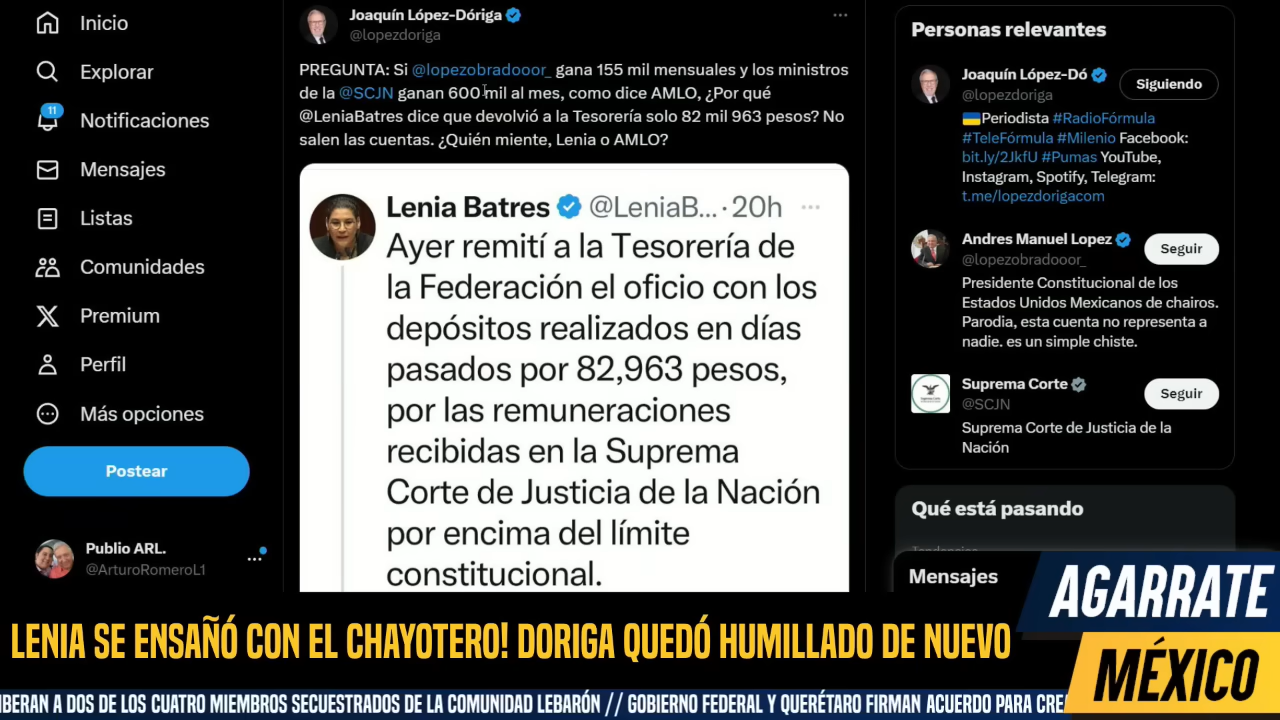 Inicio
Explorar
11
Notificaciones
Mensajes
Listas
Comunidades
Premium
Perfil
Más opciones
Postear
Publio ARL.
@ArturoRomeroL1
Joaquín López-Dóriga
@lopezdoriga
PREGUNTA: Si @lopezobradooor_ gana 155 mil mensuales y los ministros
de la @SCJN ganan 600 mil al mes, como dice AMLO, ¿Por qué
@LeniaBatres dice que devolvió a la Tesorería solo 82 mil 963 pesos? No
salen las cuentas. ¿Quién miente, Lenia o AMLO?
Lenia Batres @LeniaB... · 20h
Ayer remití a la Tesorería de
la Federación el oficio con los
depósitos realizados en días
pasados por 82,963 pesos,
por las remuneraciones
recibidas en la Suprema
Corte de Justicia de la Nación
por encima del límite
constitucional.
Personas relevantes
Joaquín López-Dó
@lopezdoriga
Siguiendo
Periodista #RadioFórmula
#TeleFórmula #Milenio Facebook:
bit.ly/2JkfU #Pumas YouTube,
Instagram, Spotify, Telegram:
t.me/lopezdorigacom
Andres Manuel Lopez
@lopezobradooor_
Seguir
Presidente Constitucional de los
Estados Unidos Mexicanos de chairos.
Parodia, esta cuenta no representa a
nadie. es un simple chiste.
Suprema Corte
@SCJN
Seguir
Suprema Corte de Justicia de la
Nación
Qué está pasando
Mensajes
AGARRATE
MÉXICO
LENIA SE ENSAÑÓ CON EL CHAYOTERO! DORIGA QUEDÓ HUMILLADO DE NUEVO
IBERAN A DOS DE LOS CUATRO MIEMBROS SECUESTRADOS DE LA COMUNIDAD LEBARÓN // GOBIERNO FEDERAL Y QUERÉTARO FIRMAN ACUERDO PARA CRE